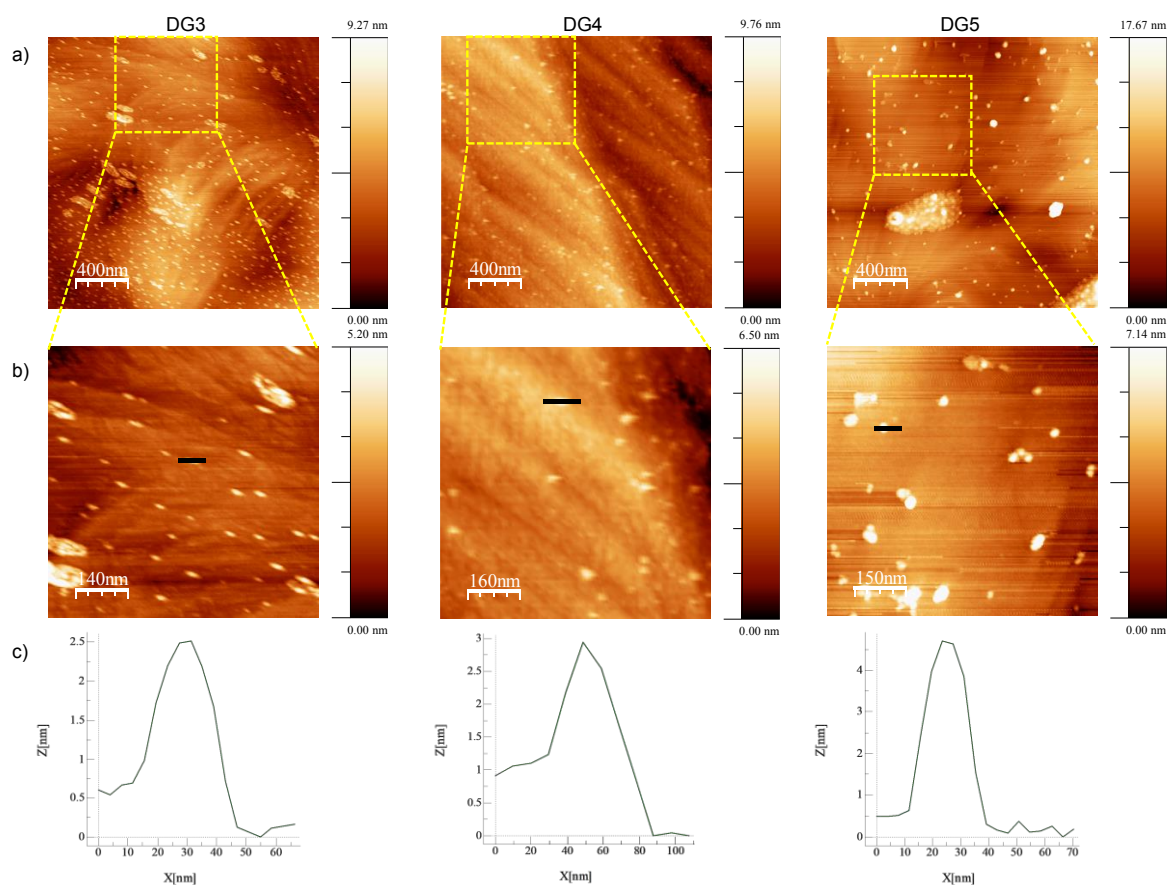 DG3 DG4 DG5
9.27 nm 9.76 nm 17.67 nm
a)
400nm 400nm 400nm
0.00 nm 0.00 nm 0.00 nm
5.20 nm 6.50 nm 7.14 nm
b)
140nm 160nm 150nm
0.00 nm 0.00 nm 0.00 nm
c)
Z[nm]
2.5
2
1.5
1
0.5
0
0 10 20 30 40 50 60
X[nm]
Z[nm]
3
2.5
2
1.5
1
0.5
0
0 20 40 60 80 100
X[nm]
Z[nm]
4
3
2
1
0
0 10 20 30 40 50 60 70
X[nm]